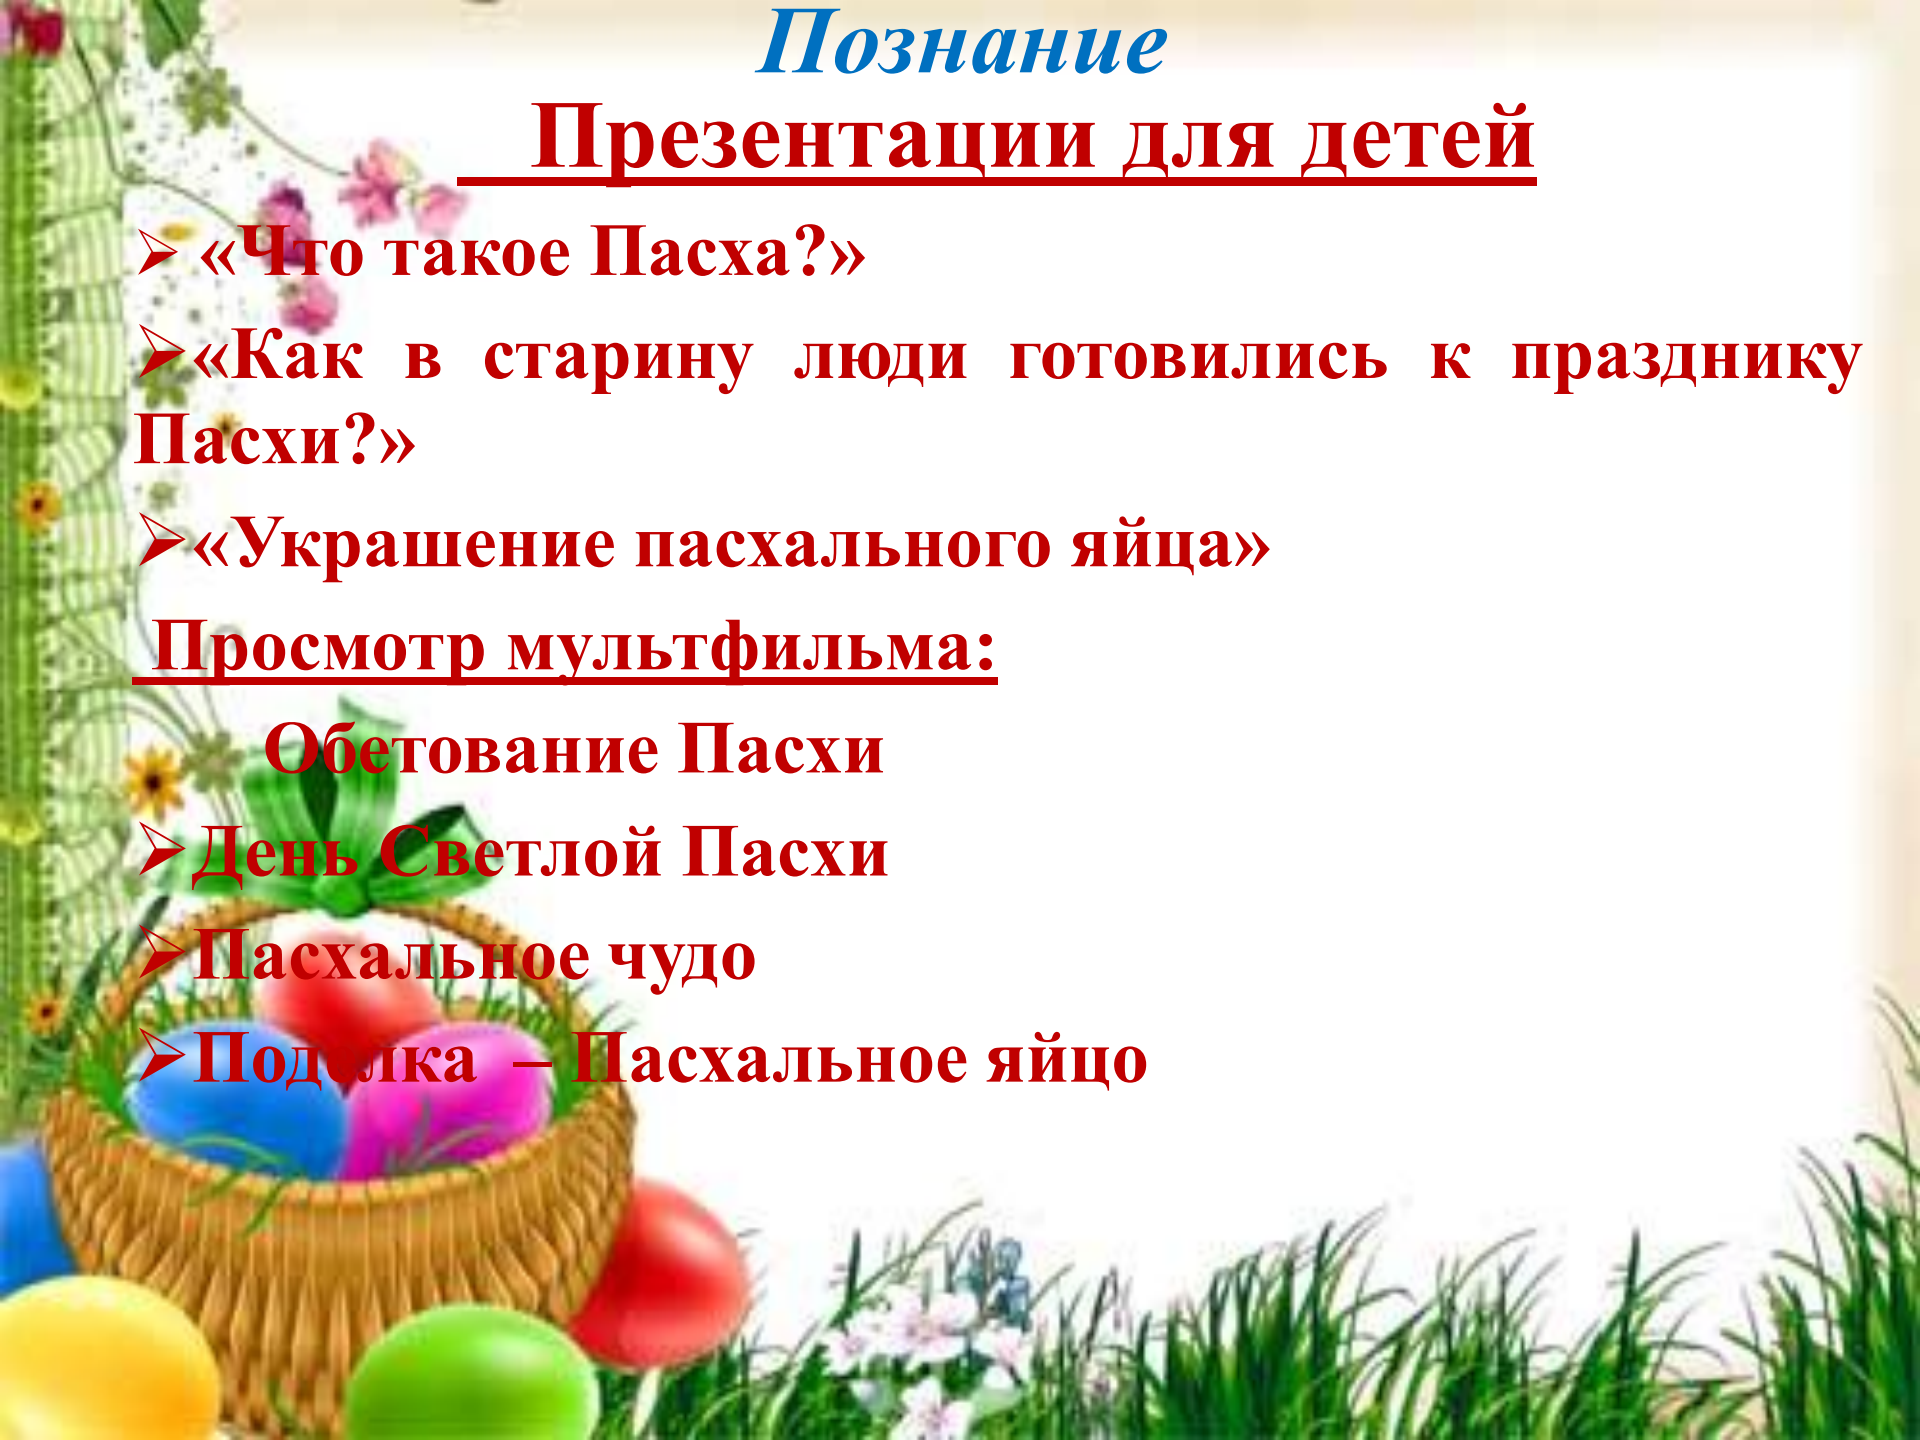 Познание
Презентации для детей
➢ «Что такое Пасха?»
➢«Как в старину люди готовились к празднику
Пасхи?»
➢«Украшение пасхального яйца»
Просмотр мультфильма:
Обетование Пасхи
➢День Светлой Пасхи
➢Пасхальное чудо
➢Поделка – Пасхальное яйцо